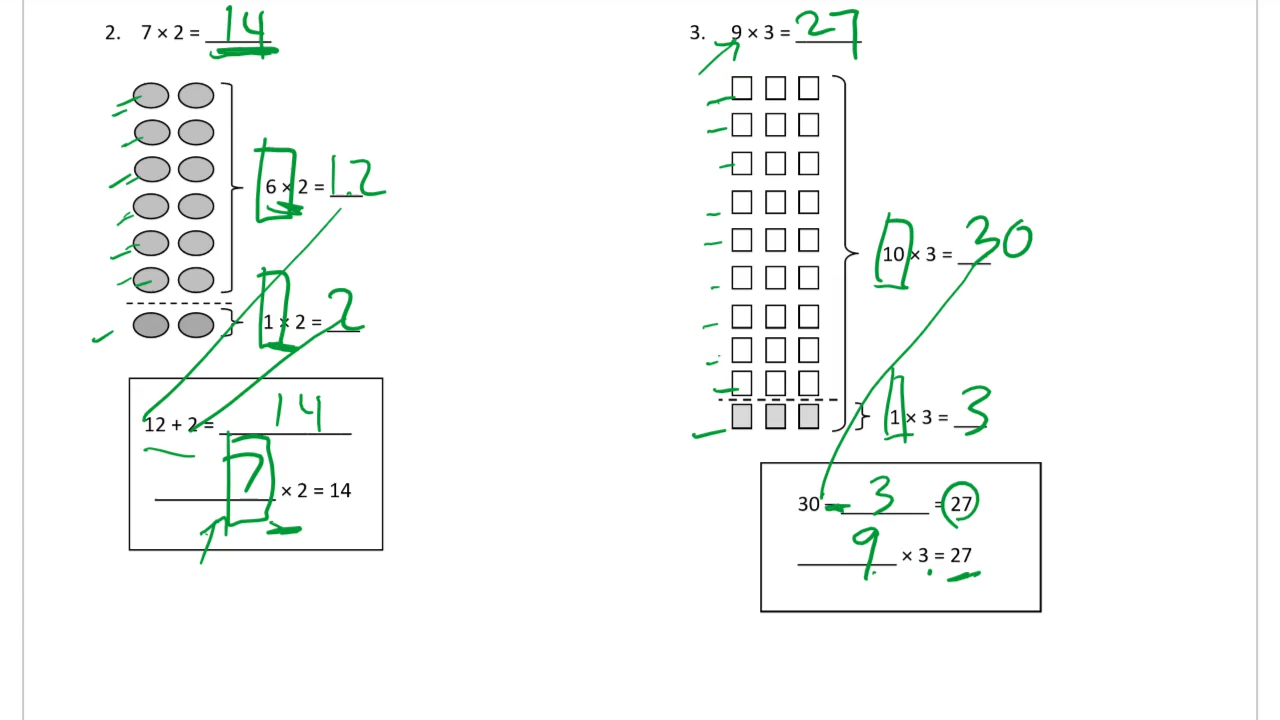 2. 7 × 2 = 14
6 × 2 = 12
1 × 2 = 2
12 + 2 = 14
7 × 2 = 14
3. 9 × 3 = 27
10 × 3 = 30
1 × 3 = 3
30 - 3 = 27
9 × 3 = 27